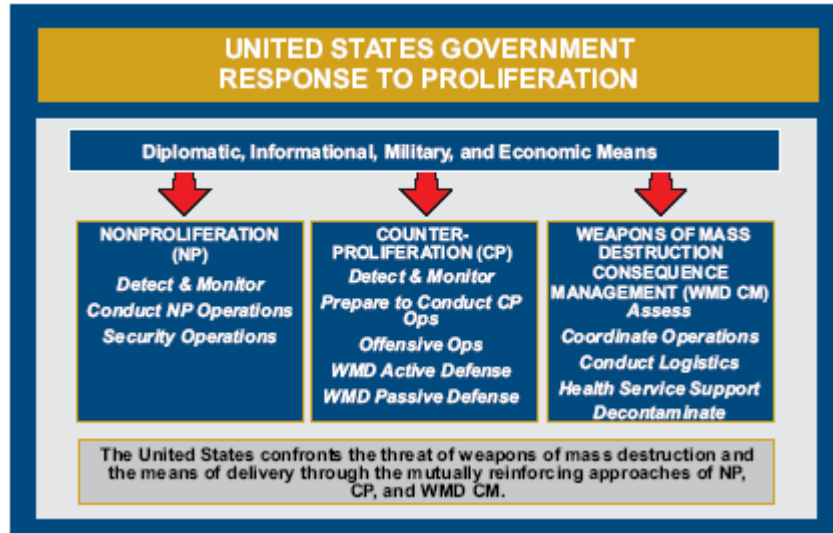 UNITED STATES GOVERNMENT
RESPONSE TO PROLIFERATION
Diplomatic, Informational, Military, and Economic Means
NONPROLIFERATION
(NP)
Detect & Monitor
Conduct NP Operations
Security Operations
COUNTER-
PROLIFERATION (CP)
Detect & Monitor
Prepare to Conduct CP
Ops
Offensive Ops
WMD Active Defense
WMD Passive Defense
WEAPONS OF MASS
DESTRUCTION
CONSEQUENCE
MANAGEMENT (WMD CM)
Assess
Coordinate Operations
Conduct Logistics
Health Service Support
Decontaminate
The United States confronts the threat of weapons of mass destruction and
the means of delivery through the mutually reinforcing approaches of NP,
CP, and WMD CM.